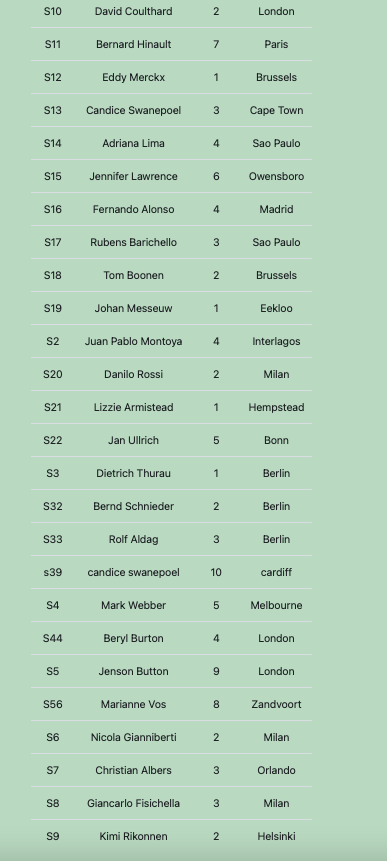 S10 David Coulthard 2 London
S11 Bernard Hinault 7 Paris
S12 Eddy Merckx 1 Brussels
S13 Candice Swanepoel 3 Cape Town
S14 Adriana Lima 4 Sao Paulo
S15 Jennifer Lawrence 6 Owensboro
S16 Fernando Alonso 4 Madrid
S17 Rubens Barichello 3 Sao Paulo
S18 Tom Boonen 2 Brussels
S19 Johan Messeuw 1 Eekloo
S2 Juan Pablo Montoya 4 Interlagos
S20 Danilo Rossi 2 Milan
S21 Lizzie Armistead 1 Hempstead
S22 Jan Ullrich 5 Bonn
S3 Dietrich Thurau 1 Berlin
S32 Bernd Schnieder 2 Berlin
S33 Rolf Aldag 3 Berlin
s39 candice swanepoel 10 cardiff
S4 Mark Webber 5 Melbourne
S44 Beryl Burton 4 London
S5 Jenson Button 9 London
S56 Marianne Vos 8 Zandvoort
S6 Nicola Gianniberti 2 Milan
S7 Christian Albers 3 Orlando
S8 Giancarlo Fisichella 3 Milan
S9 Kimi Rikonnen 2 Helsinki